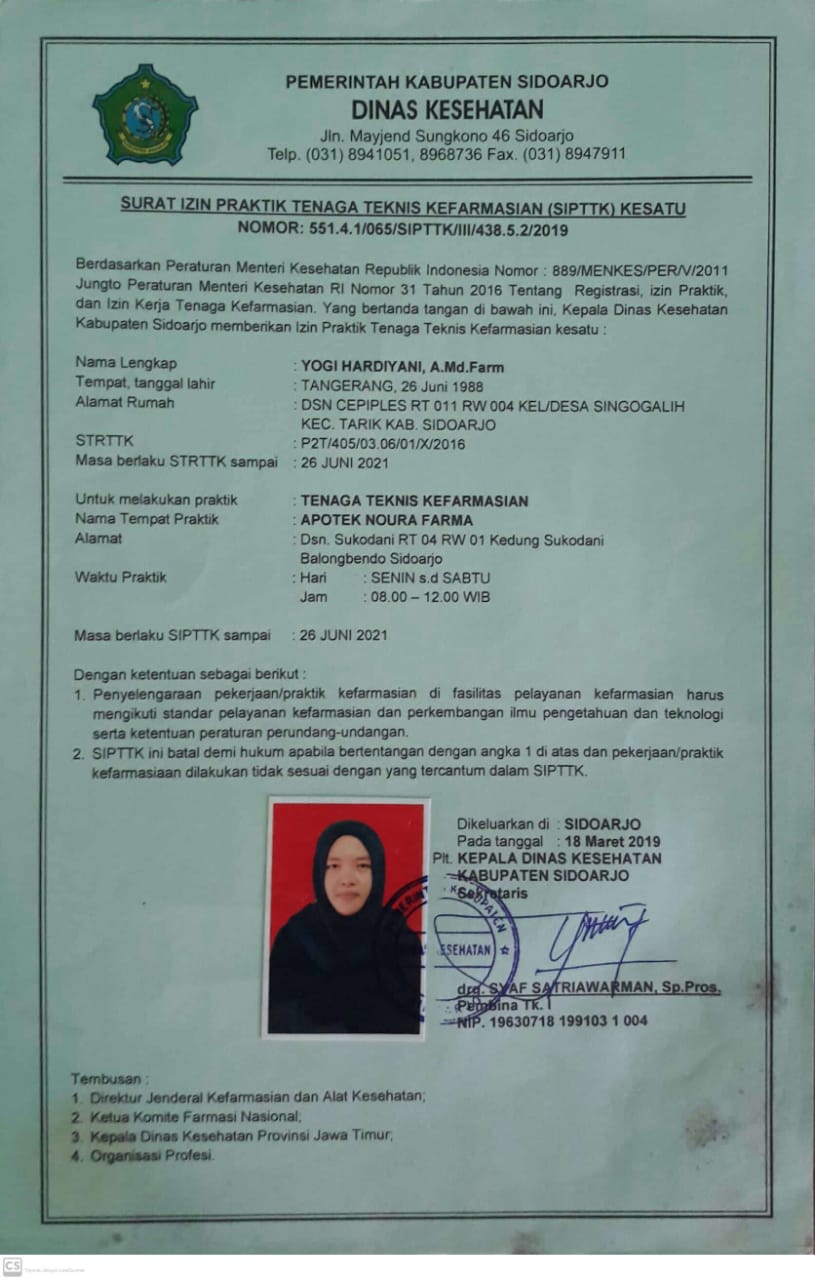 PEMERINTAH KABUPATEN SIDOARJO
DINAS KESEHATAN
Jln. Mayjend Sungkono 46 Sidoarjo
Telp. (031) 8941051, 8968736 Fax. (031) 8947911
SURAT IZIN PRAKTIK TENAGA TEKNIS KEFARMASIAN (SIPTTK) KESATU
NOMOR: 551.4.1/065/SIPTTK/III/438.5.2/2019
Berdasarkan Peraturan Menteri Kesehatan Republik Indonesia Nomor : 889/MENKES/PER/V/2011
Jungto Peraturan Menteri Kesehatan RI Nomor 31 Tahun 2016 Tentang Registrasi, izin Praktik,
dan Izin Kerja Tenaga Kefarmasian. Yang bertanda tangan di bawah ini, Kepala Dinas Kesehatan
Kabupaten Sidoarjo memberikan Izin Praktik Tenaga Teknis Kefarmasian kesatu :
Nama Lengkap : YOGI HARDIYANI, A.Md.Farm
Tempat, tanggal lahir : TANGERANG, 26 Juni 1988
Alamat Rumah : DSN CEPIPLES RT 011 RW 004 KEL/DESA SINGOGALIH
KEC. TARIK KAB. SIDOARJO
STRTTK : P2T/405/03.06/01/X/2016
Masa berlaku STRTTK sampai : 26 JUNI 2021
Untuk melakukan praktik : TENAGA TEKNIS KEFARMASIAN
Nama Tempat Praktik : APOTEK NOURA FARMA
Alamat : Dsn. Sukodani RT 04 RW 01 Kedung Sukodani
Balongbendo Sidoarjo
Waktu Praktik : Hari : SENIN s.d SABTU
Jam : 08.00 – 12.00 WIB
Masa berlaku SIPTTK sampai : 26 JUNI 2021
Dengan ketentuan sebagai berikut :
1. Penyelengaraan pekerjaan/praktik kefarmasian di fasilitas pelayanan kefarmasian harus
mengikuti standar pelayanan kefarmasian dan perkembangan ilmu pengetahuan dan teknologi
serta ketentuan peraturan perundang-undangan.
2. SIPTTK ini batal demi hukum apabila bertentangan dengan angka 1 di atas dan pekerjaan/praktik
kefarmasiaan dilakukan tidak sesuai dengan yang tercantum dalam SIPTTK.
Dikeluarkan di : SIDOARJO
Pada tanggal : 18 Maret 2019
Plt. KEPALA DINAS KESEHATAN
KABUPATEN SIDOARJO
Sekretaris
KABUPATEN
ESEHATAN
drg. SYAF SATRIAWARMAN, Sp.Pros.
Pembina Tk. I
NIP. 19630718 199103 1 004
Tembusan :
1. Direktur Jenderal Kefarmasian dan Alat Kesehatan;
2. Ketua Komite Farmasi Nasional;
3. Kepala Dinas Kesehatan Provinsi Jawa Timur;
4. Organisasi Profesi.
CS